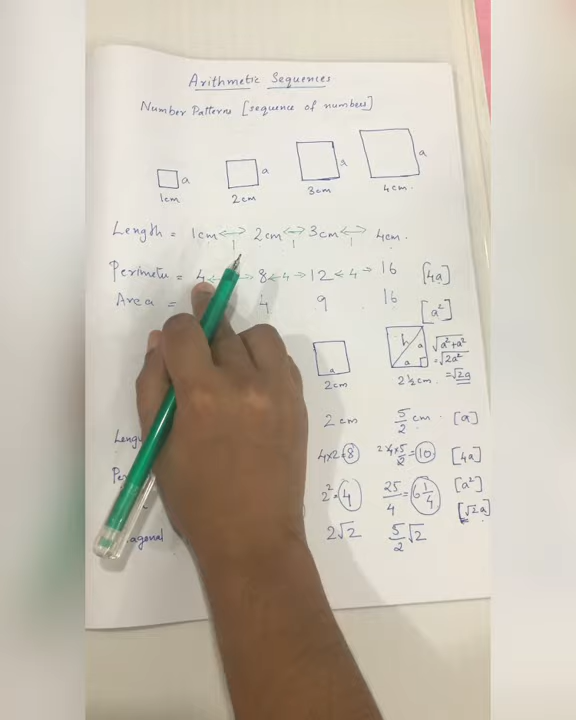 Arithmetic Sequences
Number Patterns [sequence of numbers]
a a a a
1cm 2cm 3cm 4cm.
Length = 1cm ↔ 2cm ↔ 3cm ↔ 4cm.
1 1 1
Perimeter = 4 8 ← 4 → 12 ← 4 → 16 [4a]
Area = 4 9 16 [a²]
a h a a √a²+a²
=√2a²
=√2a
2cm 2½cm.
2cm 5/2 cm. [a]
4×2=8 4×5/2=10 [4a]
2²=4 25/4=6 1/4 [a²]
[√2a]
agonal 2√2 5/2√2